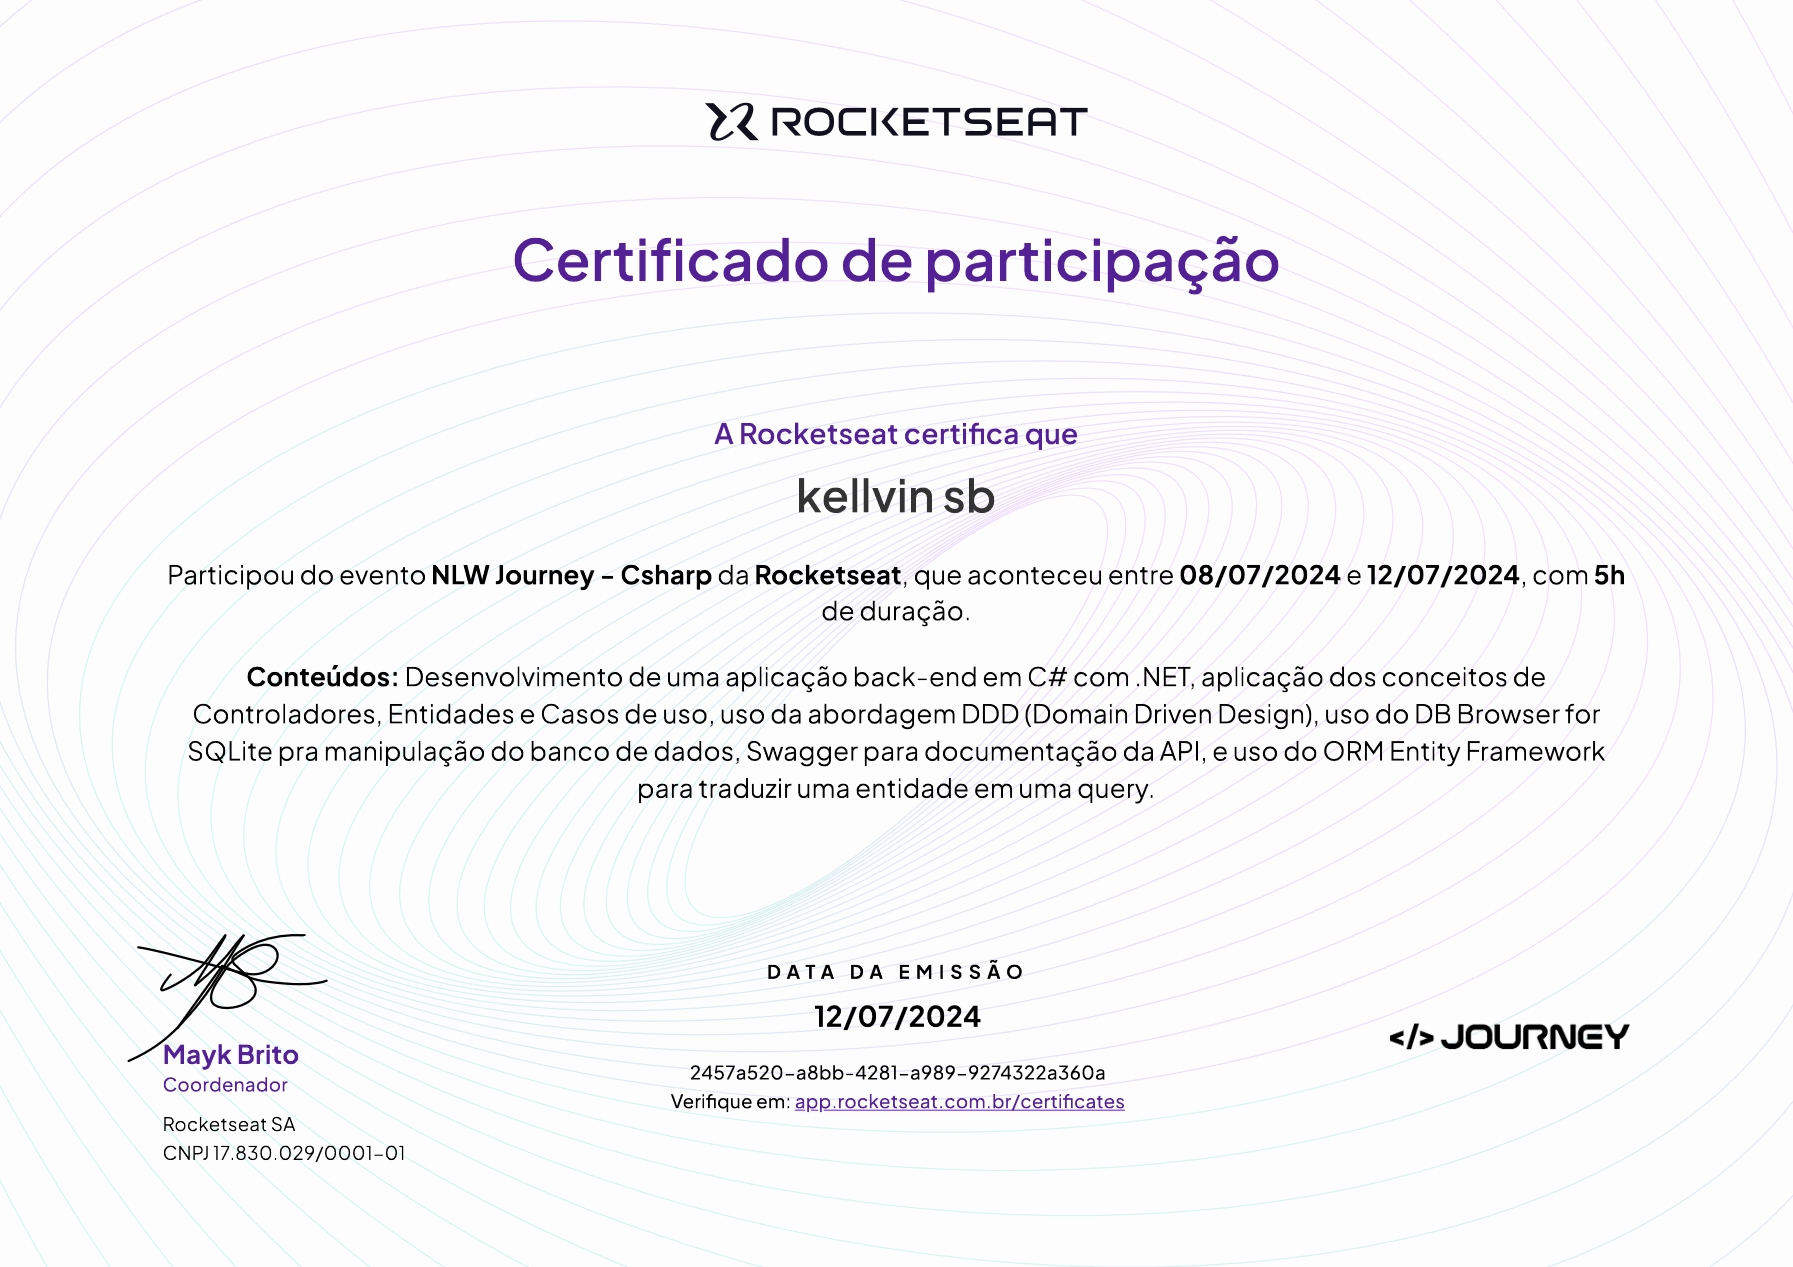 ROCKETSEAT
Certificado de participação
A Rocketseat certifica que
kellvin sb
Participou do evento NLW Journey - Csharp da Rocketseat, que aconteceu entre 08/07/2024 e 12/07/2024, com 5h
de duração.
Conteúdos: Desenvolvimento de uma aplicação back-end em C# com .NET, aplicação dos conceitos de
Controladores, Entidades e Casos de uso, uso da abordagem DDD (Domain Driven Design), uso do DB Browser for
SQLite pra manipulação do banco de dados, Swagger para documentação da API, e uso do ORM Entity Framework
para traduzir uma entidade em uma query.
Mayk Brito
Coordenador
Rocketseat SA
CNPJ 17.830.029/0001-01
DATA DA EMISSÃO
12/07/2024
2457a520-a8bb-4281-a989-9274322a360a
Verifique em: app.rocketseat.com.br/certificates
</> JOURNEY